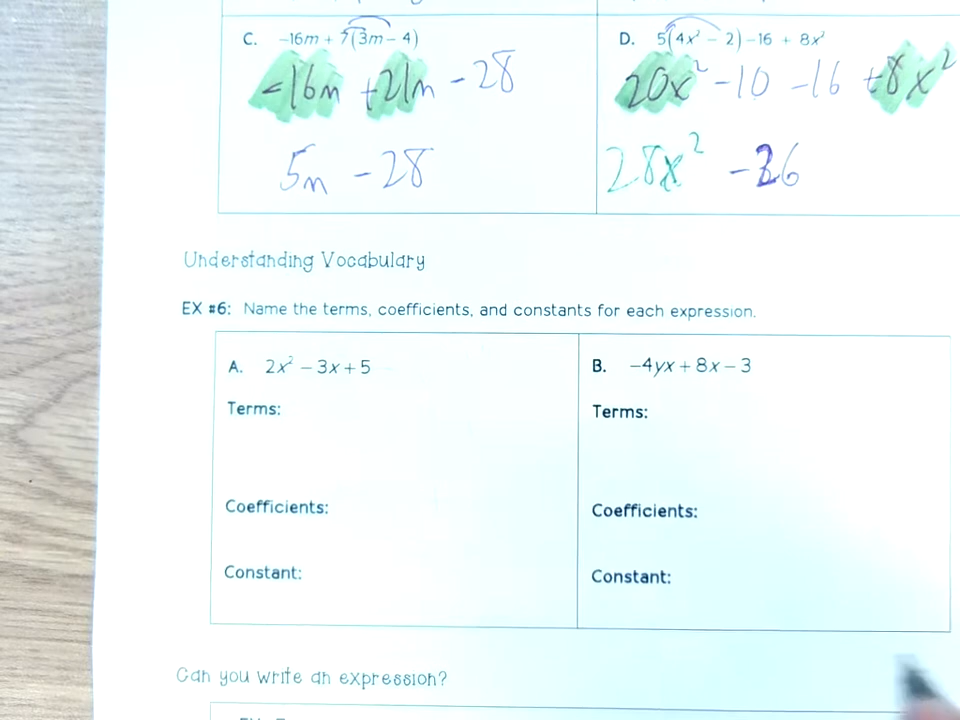 C. -16m + 7(3m - 4)
-16m +21m - 28
5m - 28
D. 5(4x² - 2) - 16 + 8x²
20x² - 10 - 16 + 8x²
28x² - 26
Understanding Vocabulary
EX #6: Name the terms, coefficients, and constants for each expression.
A. 2x² - 3x + 5
Terms:
Coefficients:
Constant:
B. -4yx + 8x - 3
Terms:
Coefficients:
Constant:
Can you write an expression?